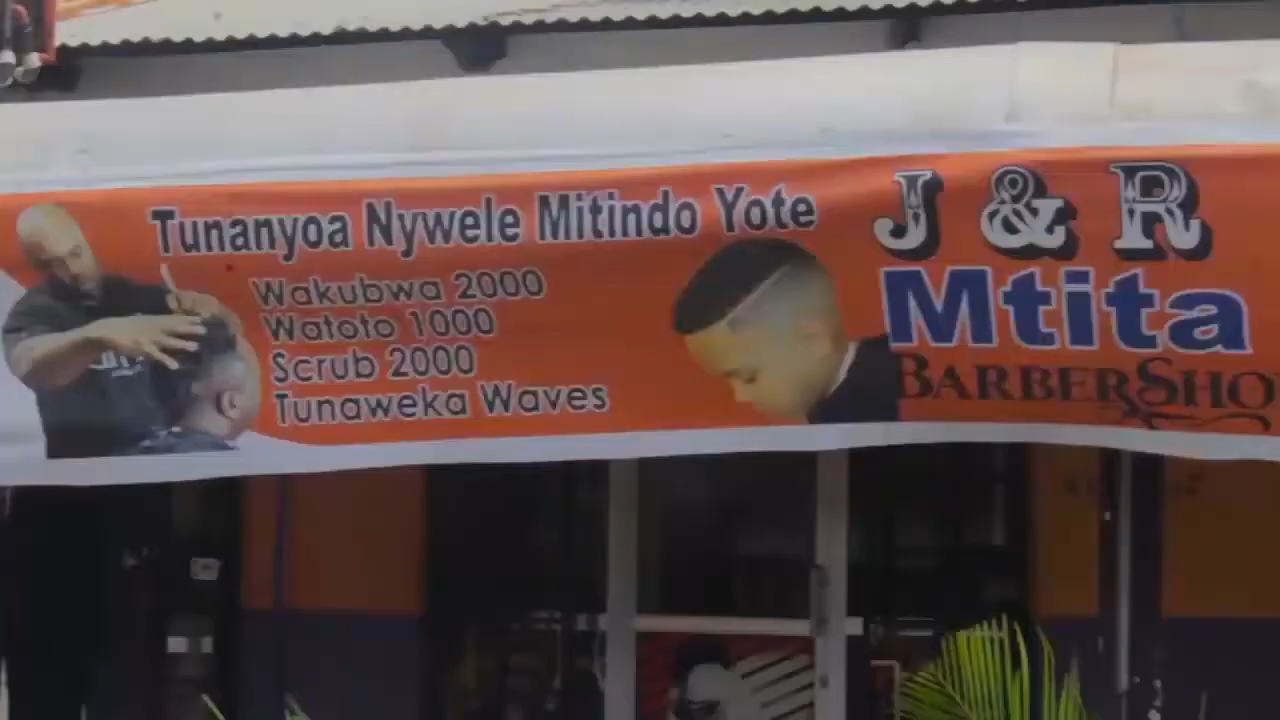 Tunanyoa Nywele Mitindo Yote
Wakubwa 2000
Watoto 1000
Scrub 2000
Tunaweka Waves
J & R
Mtita
BARBERSHO